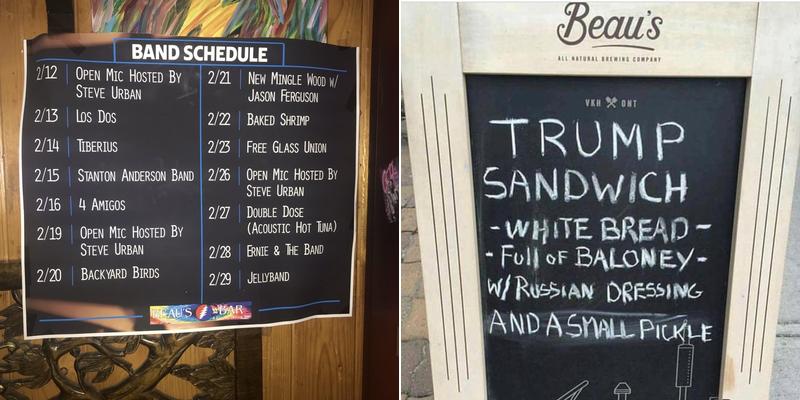 BAND SCHEDULE
2/12 OPEN MIC HOSTED BY
STEVE URBAN
2/13 LOS DOS
2/14 TIBERIUS
2/15 STANTON ANDERSON BAND
2/16 4 AMIGOS
2/19 OPEN MIC HOSTED BY
STEVE URBAN
2/20 BACKYARD BIRDS
2/21 NEW MINGLE WOOD W/
JASON FERGUSON
2/22 BAKED SHRIMP
2/23 FREE GLASS UNION
2/26 OPEN MIC HOSTED BY
STEVE URBAN
2/27 DOUBLE DOSE
(ACOUSTIC HOT TUNA)
2/28 ERNIE & THE BAND
2/29 JELLYBAND
BEAU'S BAR
Beau's
ALL NATURAL BREWING COMPANY
VKH ONT
TRUMP
SANDWICH
-WHITE BREAD-
-FULL OF BALONEY-
W/ RUSSIAN DRESSING
AND A SMALL PICKLE